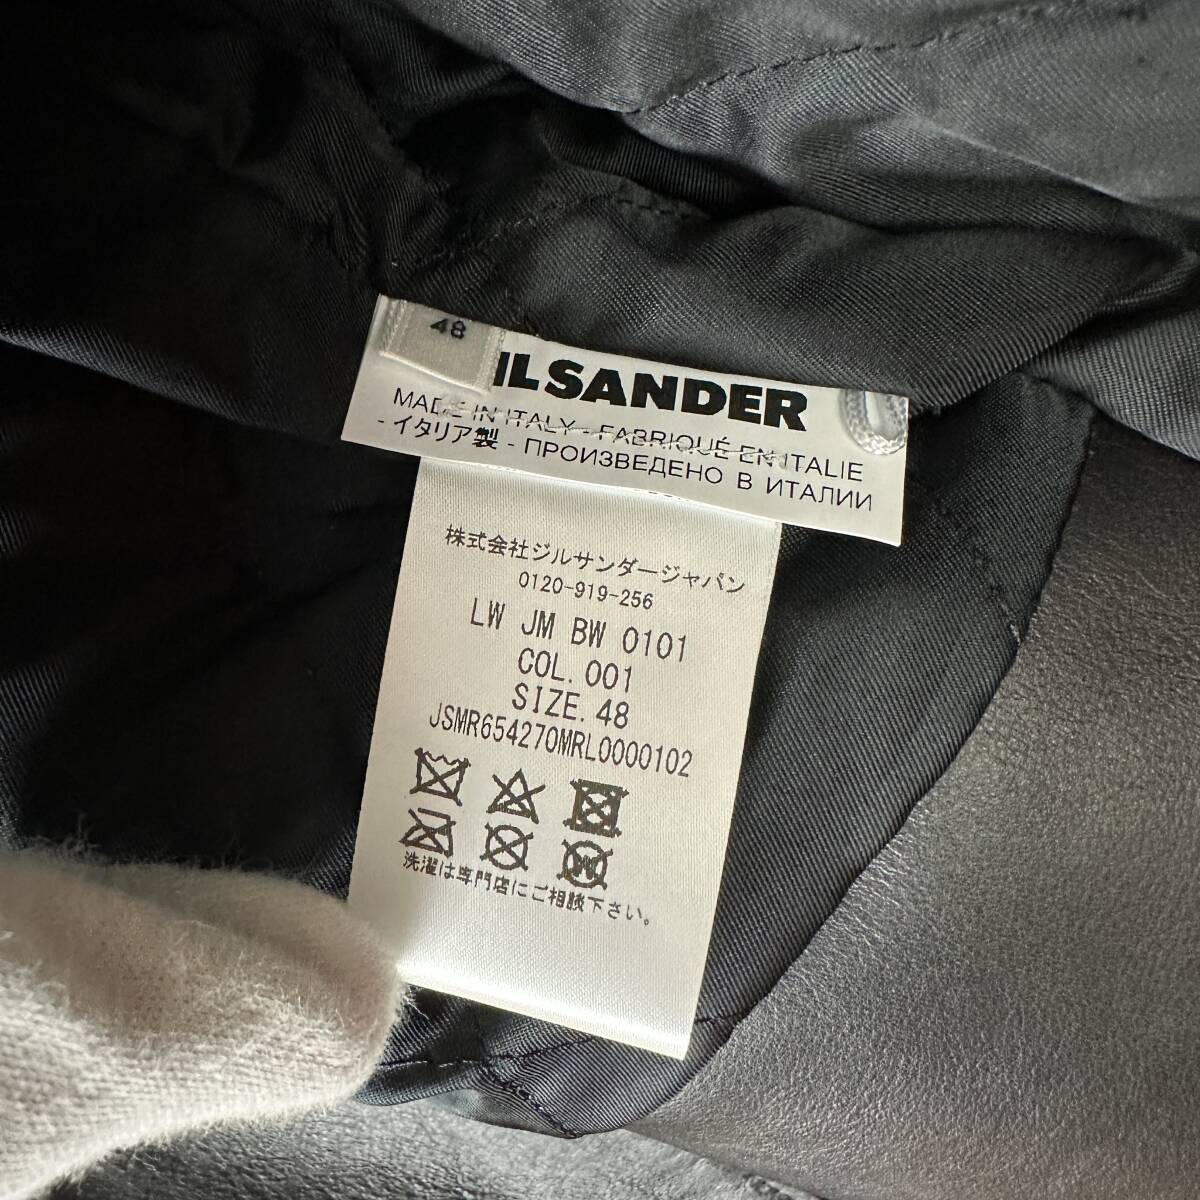 48
JIL SANDER
MADE IN ITALY - FABRIQUÉ EN ITALIE
- イタリア製 - ПРОИЗВЕДЕНО В ИТАЛИИ
株式会社ジルサンダージャパン
0120-919-256
LW JM BW 0101
COL. 001
SIZE. 48
JSMR654270MRL0000102
W
洗濯は専門店にご相談下さい。